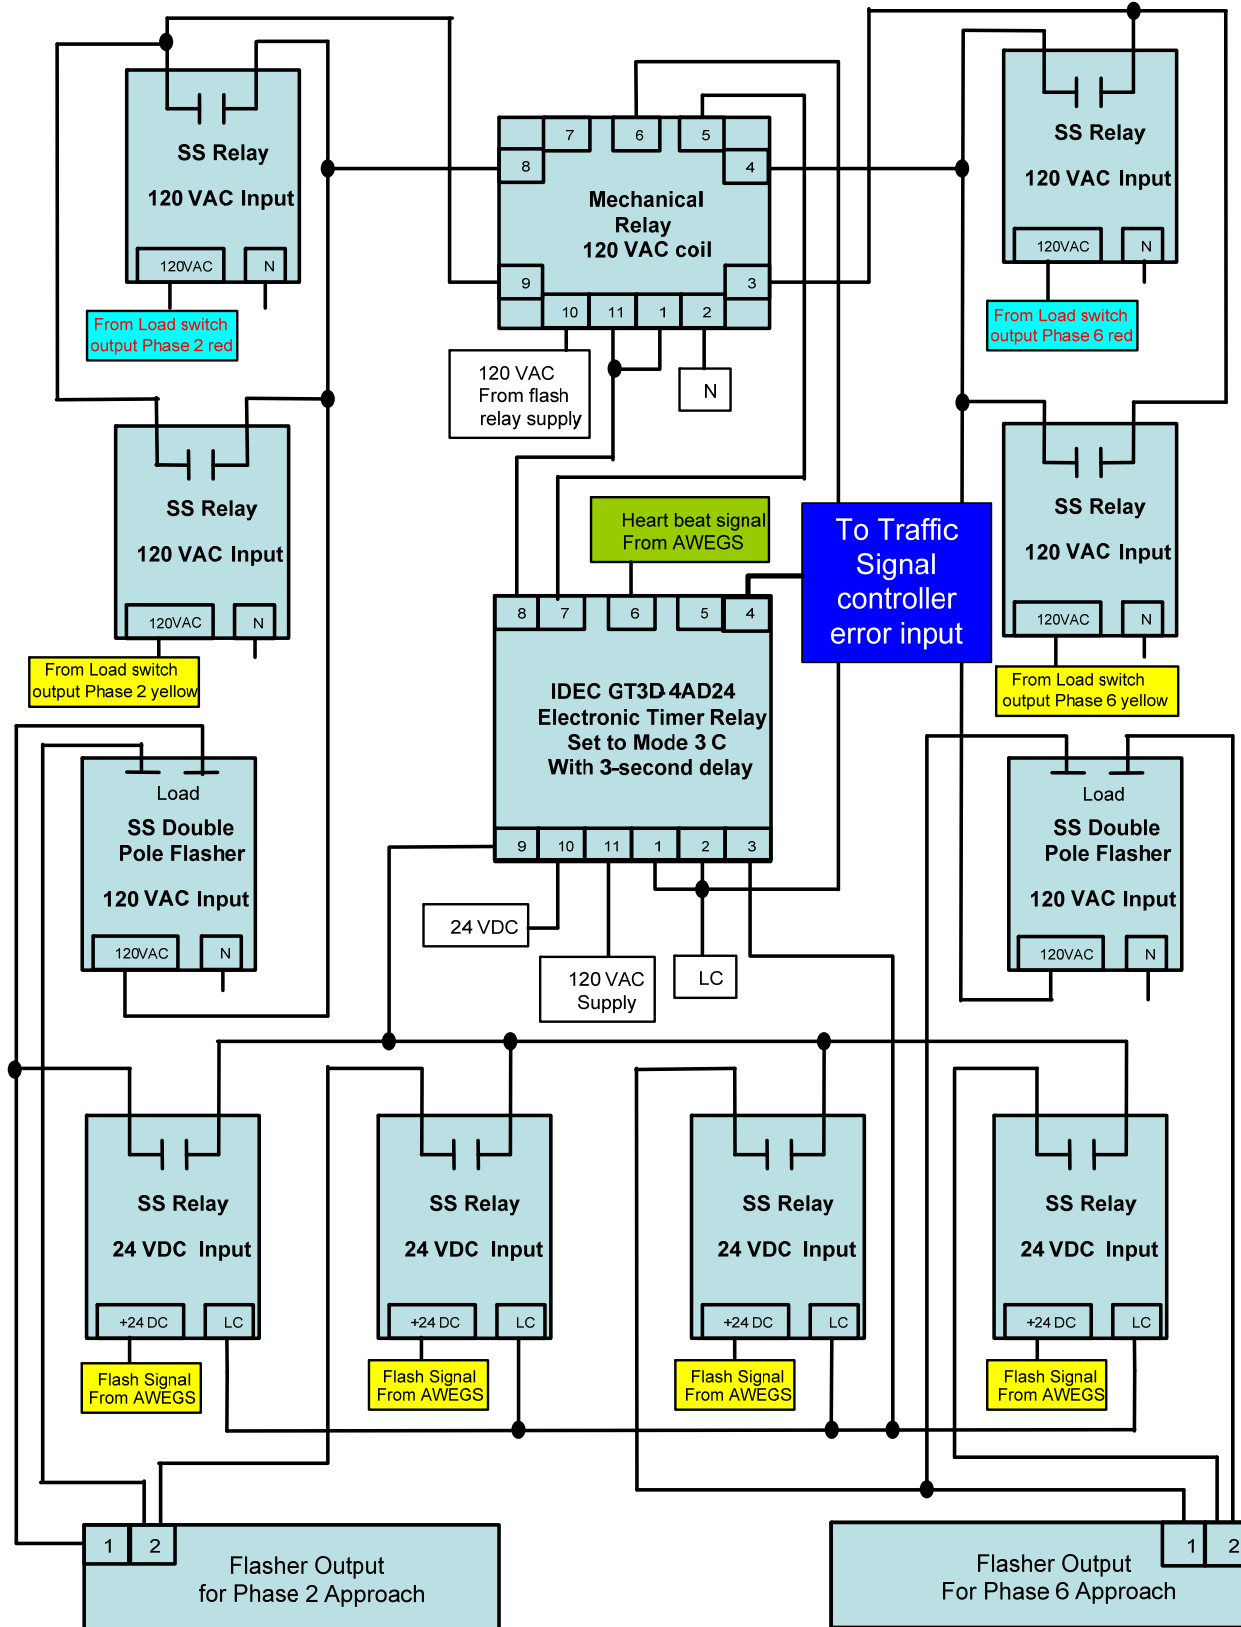 7
6
5
8
4
Mechanical
Relay
120 VAC coil
9
3
10
11
1
2
SS Relay
120 VAC Input
120VAC
N
From Load switch
output Phase 2 red
SS Relay
120 VAC Input
120VAC
N
From Load switch
output Phase 6 red
120 VAC
From flash
relay supply
N
SS Relay
120 VAC Input
120VAC
N
From Load switch
output Phase 2 yellow
Heart beat signal
From AWEGS
To Traffic
Signal
controller
error input
SS Relay
120 VAC Input
120VAC
N
From Load switch
output Phase 6 yellow
8
7
6
5
4
IDEC GT3D-4AD24
Electronic Timer Relay
Set to Mode 3 C
With 3-second delay
9
10
11
1
2
3
24 VDC
120 VAC
Supply
LC
Load
SS Double
Pole Flasher
120 VAC Input
120VAC
N
Load
SS Double
Pole Flasher
120 VAC Input
120VAC
N
SS Relay
24 VDC Input
+24 DC
LC
Flash Signal
From AWEGS
SS Relay
24 VDC Input
+24 DC
LC
Flash Signal
From AWEGS
SS Relay
24 VDC Input
+24 DC
LC
Flash Signal
From AWEGS
SS Relay
24 VDC Input
+24 DC
LC
Flash Signal
From AWEGS
1
2
Flasher Output
for Phase 2 Approach
1
2
Flasher Output
For Phase 6 Approach